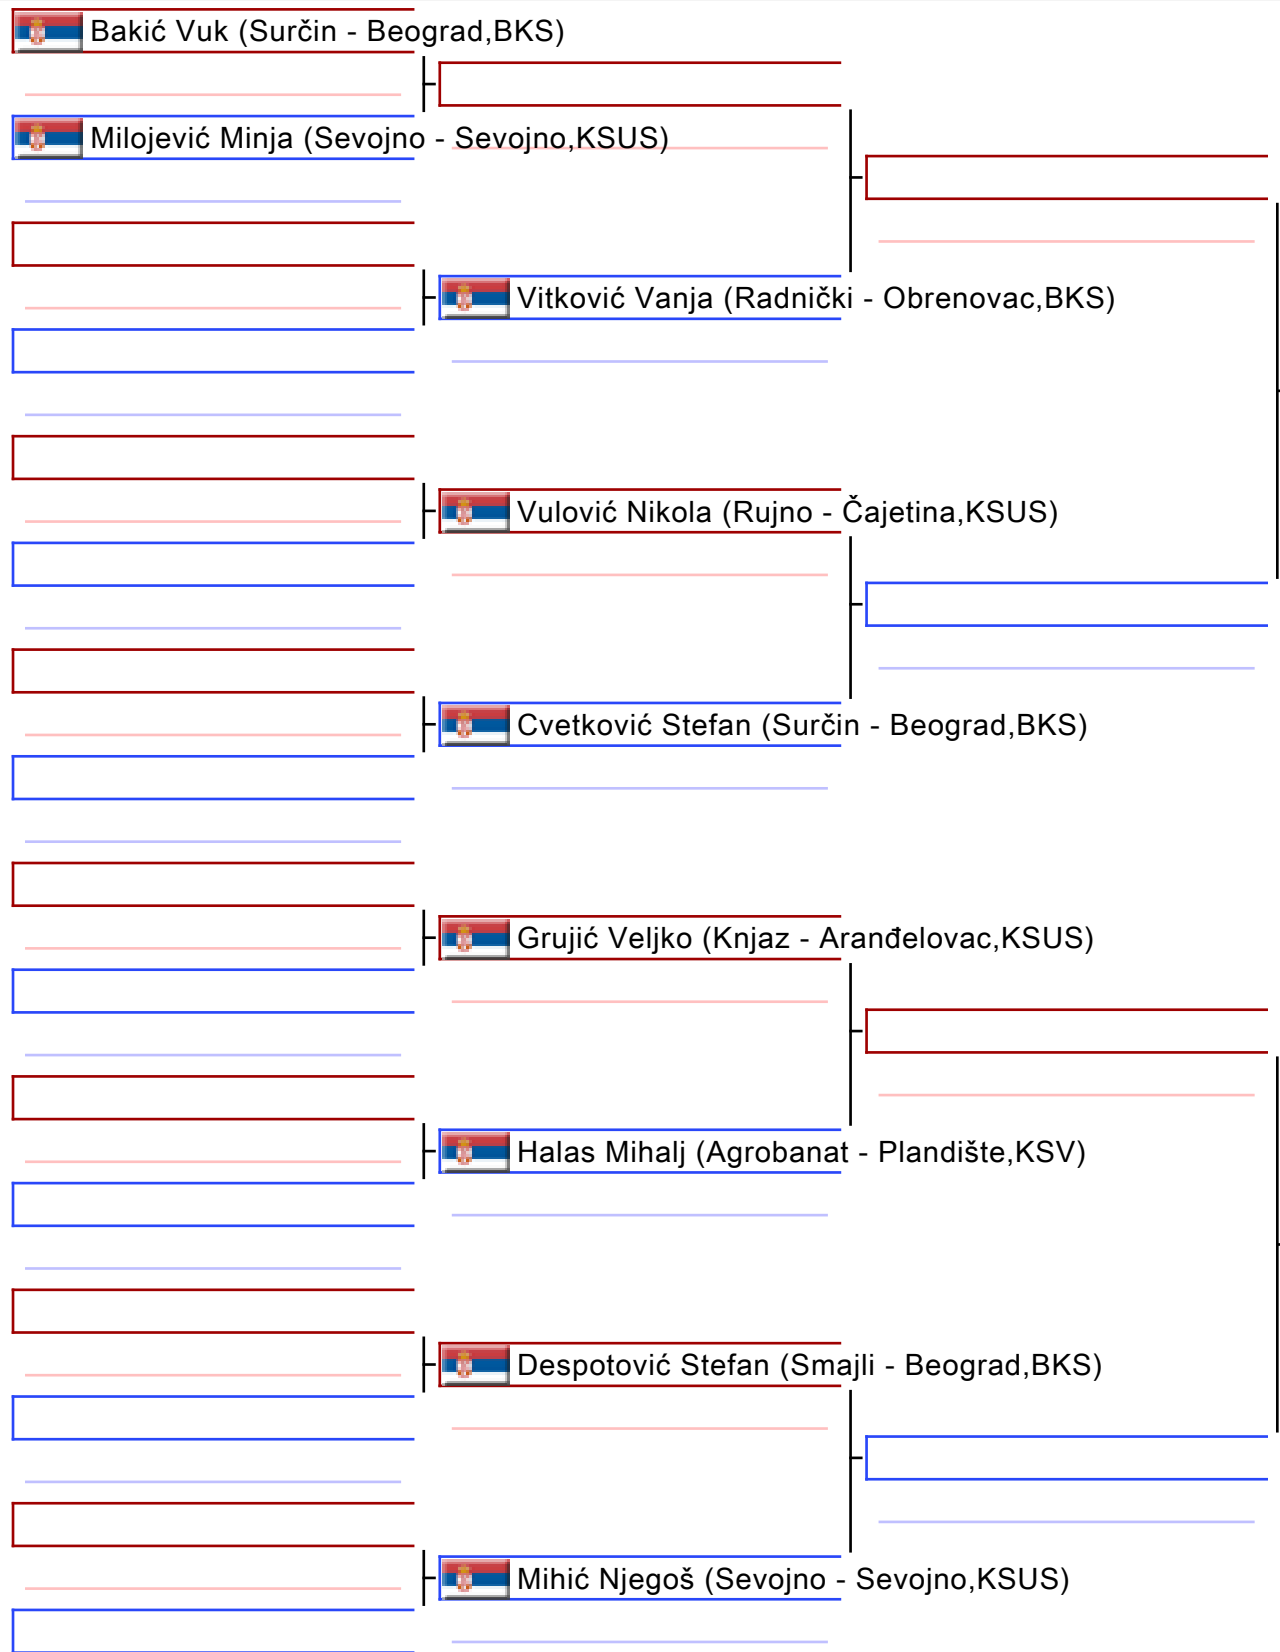 Bakić Vuk (Surčin - Beograd,BKS)
Milojević Minja (Sevojno - Sevojno,KSUS)
Vitković Vanja (Radnički - Obrenovac,BKS)
Vulović Nikola (Rujno - Čajetina,KSUS)
Cvetković Stefan (Surčin - Beograd,BKS)
Grujić Veljko (Knjaz - Aranđelovac,KSUS)
Halas Mihalj (Agrobanat - Plandište,KSV)
Despotović Stefan (Smajli - Beograd,BKS)
Mihić Njegoš (Sevojno - Sevojno,KSUS)